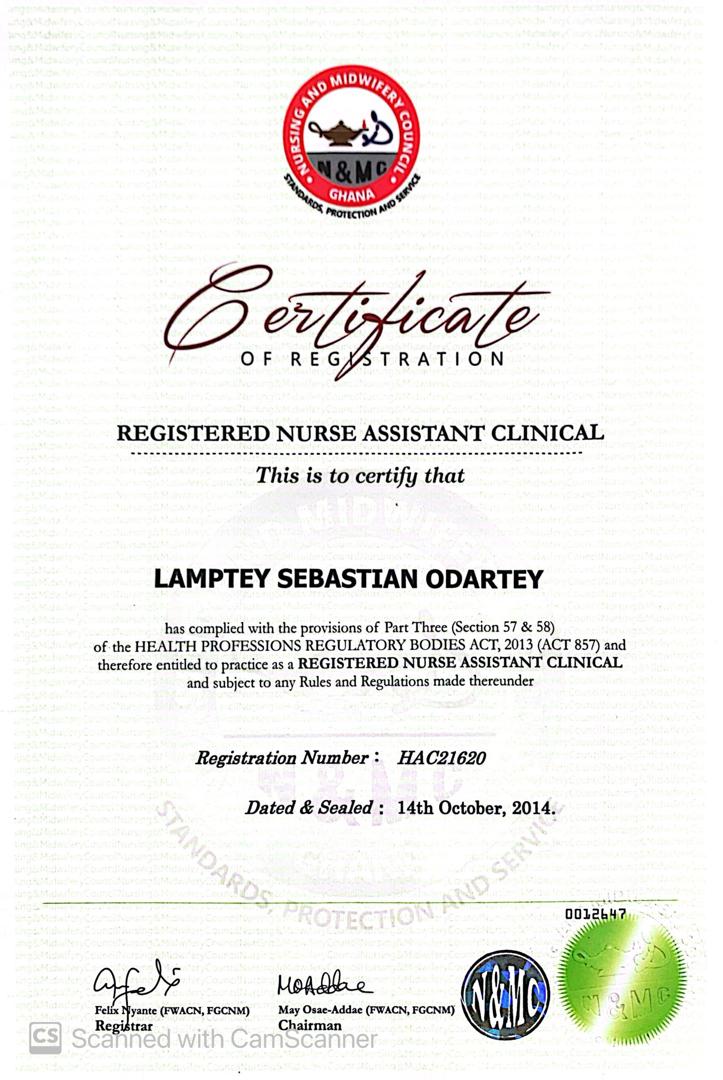 NURSING AND MIDWIFERY COUNCIL
N&MC
GHANA
STANDARDS, PROTECTION AND SERVICE
Certificate
OF REGISTRATION
REGISTERED NURSE ASSISTANT CLINICAL
This is to certify that
LAMPTEY SEBASTIAN ODARTEY
has complied with the provisions of Part Three (Section 57 & 58)
of the HEALTH PROFESSIONS REGULATORY BODIES ACT, 2013 (ACT 857) and
therefore entitled to practice as a REGISTERED NURSE ASSISTANT CLINICAL
and subject to any Rules and Regulations made thereunder
Registration Number : HAC21620
Dated & Sealed : 14th October, 2014.
N&MC
STANDARDS, PROTECTION AND SERVICE
0012647
Felix Nyante (FWACN, FGCNM)
Registrar
May Osae-Addae (FWACN, FGCNM)
Chairman
N&MC
N&MC
CS Scanned with CamScanner